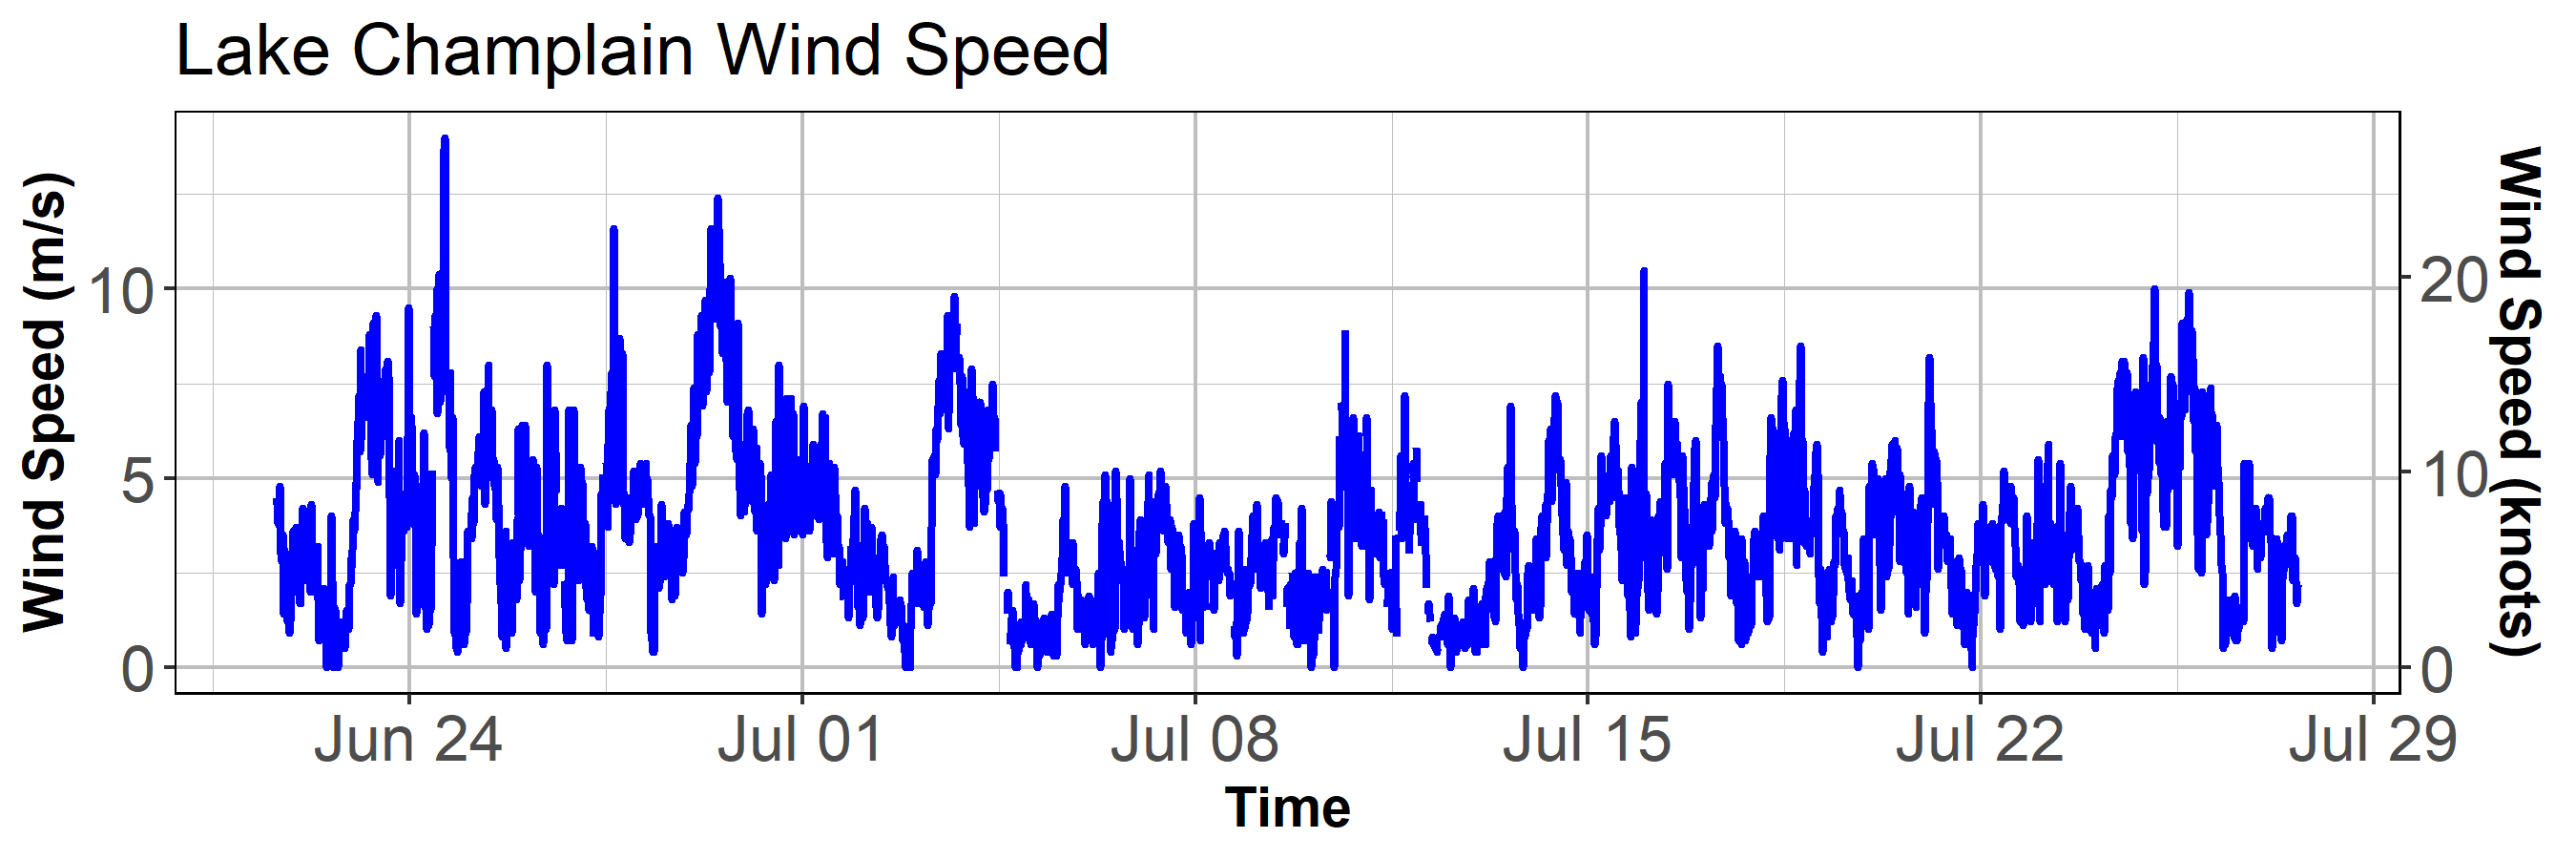 Lake Champlain Wind Speed
Wind Speed (m/s)
10
5
0
20
10
0
Wind Speed (knots)
Jun 24
Jul 01
Jul 08
Jul 15
Jul 22
Jul 29
Time